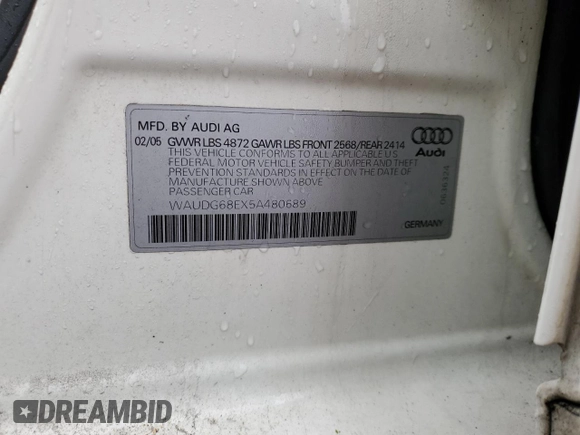 MFD. BY AUDI AG
02/05 GVWR LBS 4872 GAWR LBS FRONT 2568/REAR 2414
THIS VEHICLE CONFORMS TO ALL APPLICABLE U.S
FEDERAL MOTOR VEHICLE SAFETY BUMPER AND THEFT
PREVENTION STANDARDS IN EFFECT ON THE DATE OF
MANUFACTURE SHOWN ABOVE
PASSENGER CAR
WAUDG68EX5A480689
Audi
GERMANY
DREAMBID